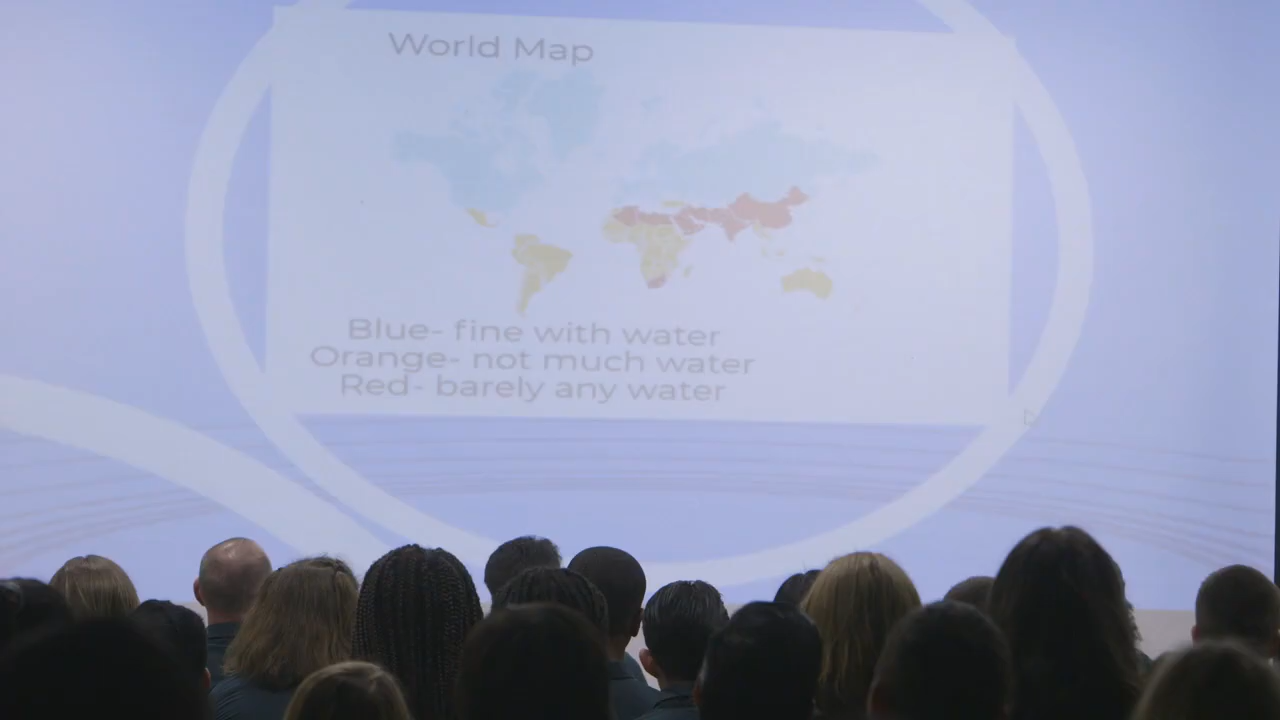 World Map
Blue- fine with water
Orange- not much water
Red- barely any water